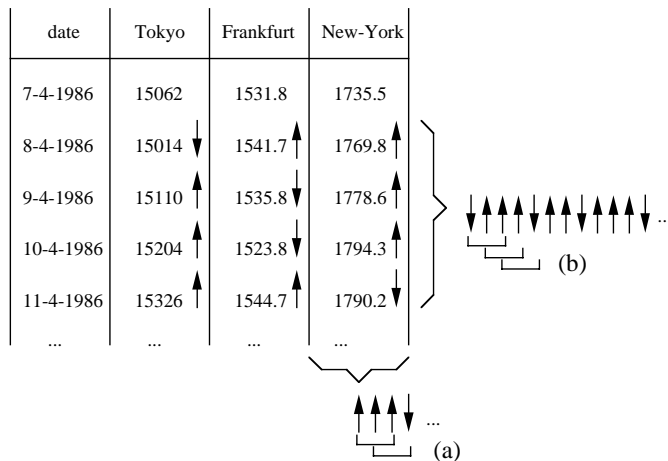 date Tokyo Frankfurt New-York
7-4-1986 15062 1531.8 1735.5
8-4-1986 15014 1541.7 1769.8
9-4-1986 15110 1535.8 1778.6
10-4-1986 15204 1523.8 1794.3
11-4-1986 15326 1544.7 1790.2
... ... ... ...
..
(b)
...
(a)